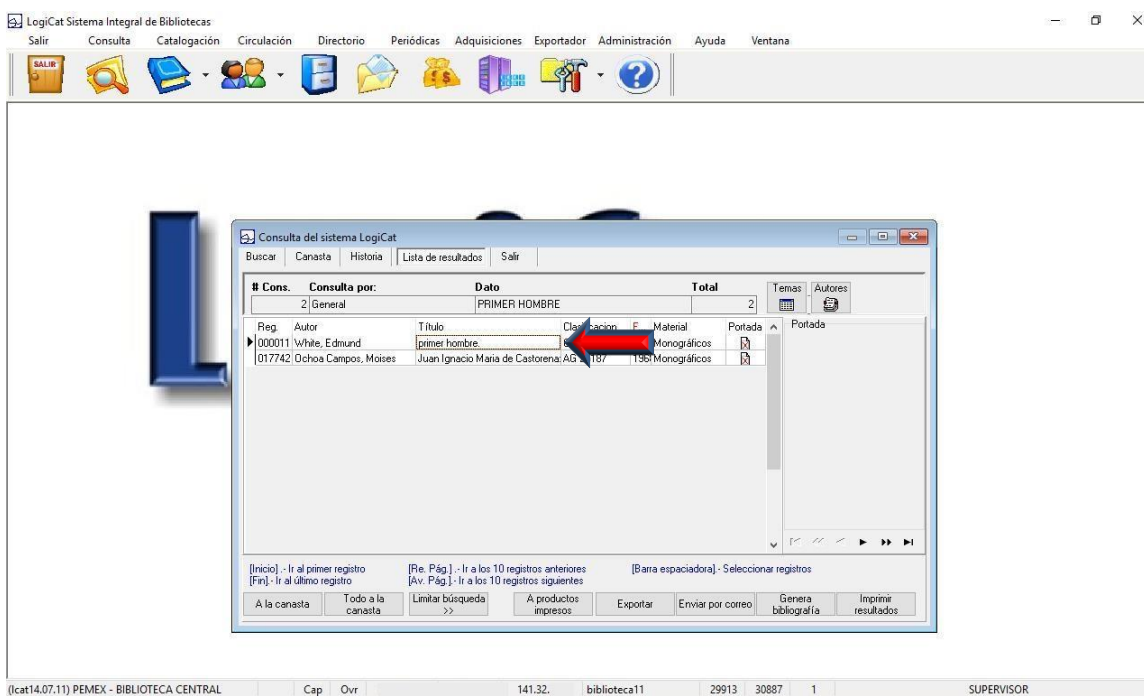 LogiCat Sistema Integral de Bibliotecas
Salir Consulta Catalogación Circulación Directorio Periódicas Adquisiciones Exportador Administración Ayuda Ventana
SALIR
Consulta del sistema LogiCat
Buscar Canasta Historia Lista de resultados Salir
# Cons. Consulta por: Dato Total Temas Autores
2 General PRIMER HOMBRE 2
Reg. Autor Título F Material Portada Portada
000011 White, Edmund primer hombre. Monográficos
017742 Ochoa Campos, Moises Juan Ignacio Maria de Castorena: AG Monográficos
[Inicio] .- Ir al primer registro [Re. Pág.] .- Ir a los 10 registros anteriores [Barra espaciadora].- Seleccionar registros
[Fin].- Ir al último registro [Av. Pág.].- Ir a los 10 registros siguientes
A la canasta Todo a la canasta Limitar búsqueda >> A productos impresos Exportar Enviar por correo Genera bibliografía Imprimir resultados
(lcat14.07.11) PEMEX - BIBLIOTECA CENTRAL Cap Ovr 141.32. biblioteca11 29913 30887 1 SUPERVISOR